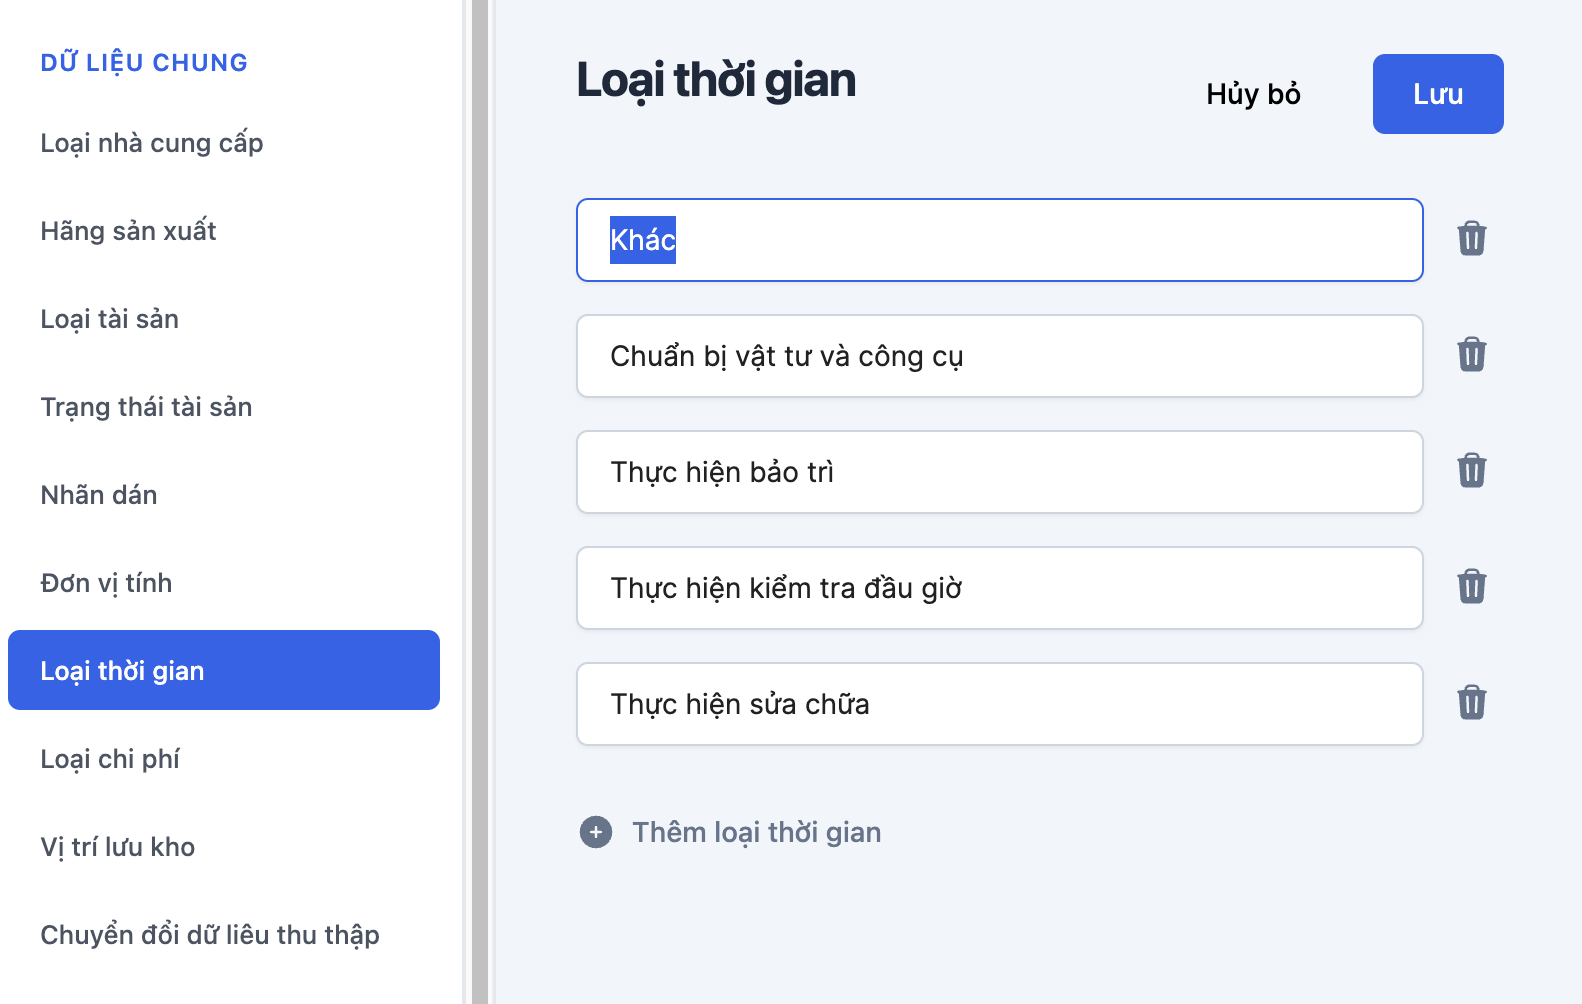 DỮ LIỆU CHUNG
Loại nhà cung cấp
Hãng sản xuất
Loại tài sản
Trạng thái tài sản
Nhãn dán
Đơn vị tính
Loại thời gian
Loại chi phí
Vị trí lưu kho
Chuyển đổi dữ liêu thu thập
Loại thời gian
Hủy bỏ
Lưu
Khác
Chuẩn bị vật tư và công cụ
Thực hiện bảo trì
Thực hiện kiểm tra đầu giờ
Thực hiện sửa chữa
Thêm loại thời gian